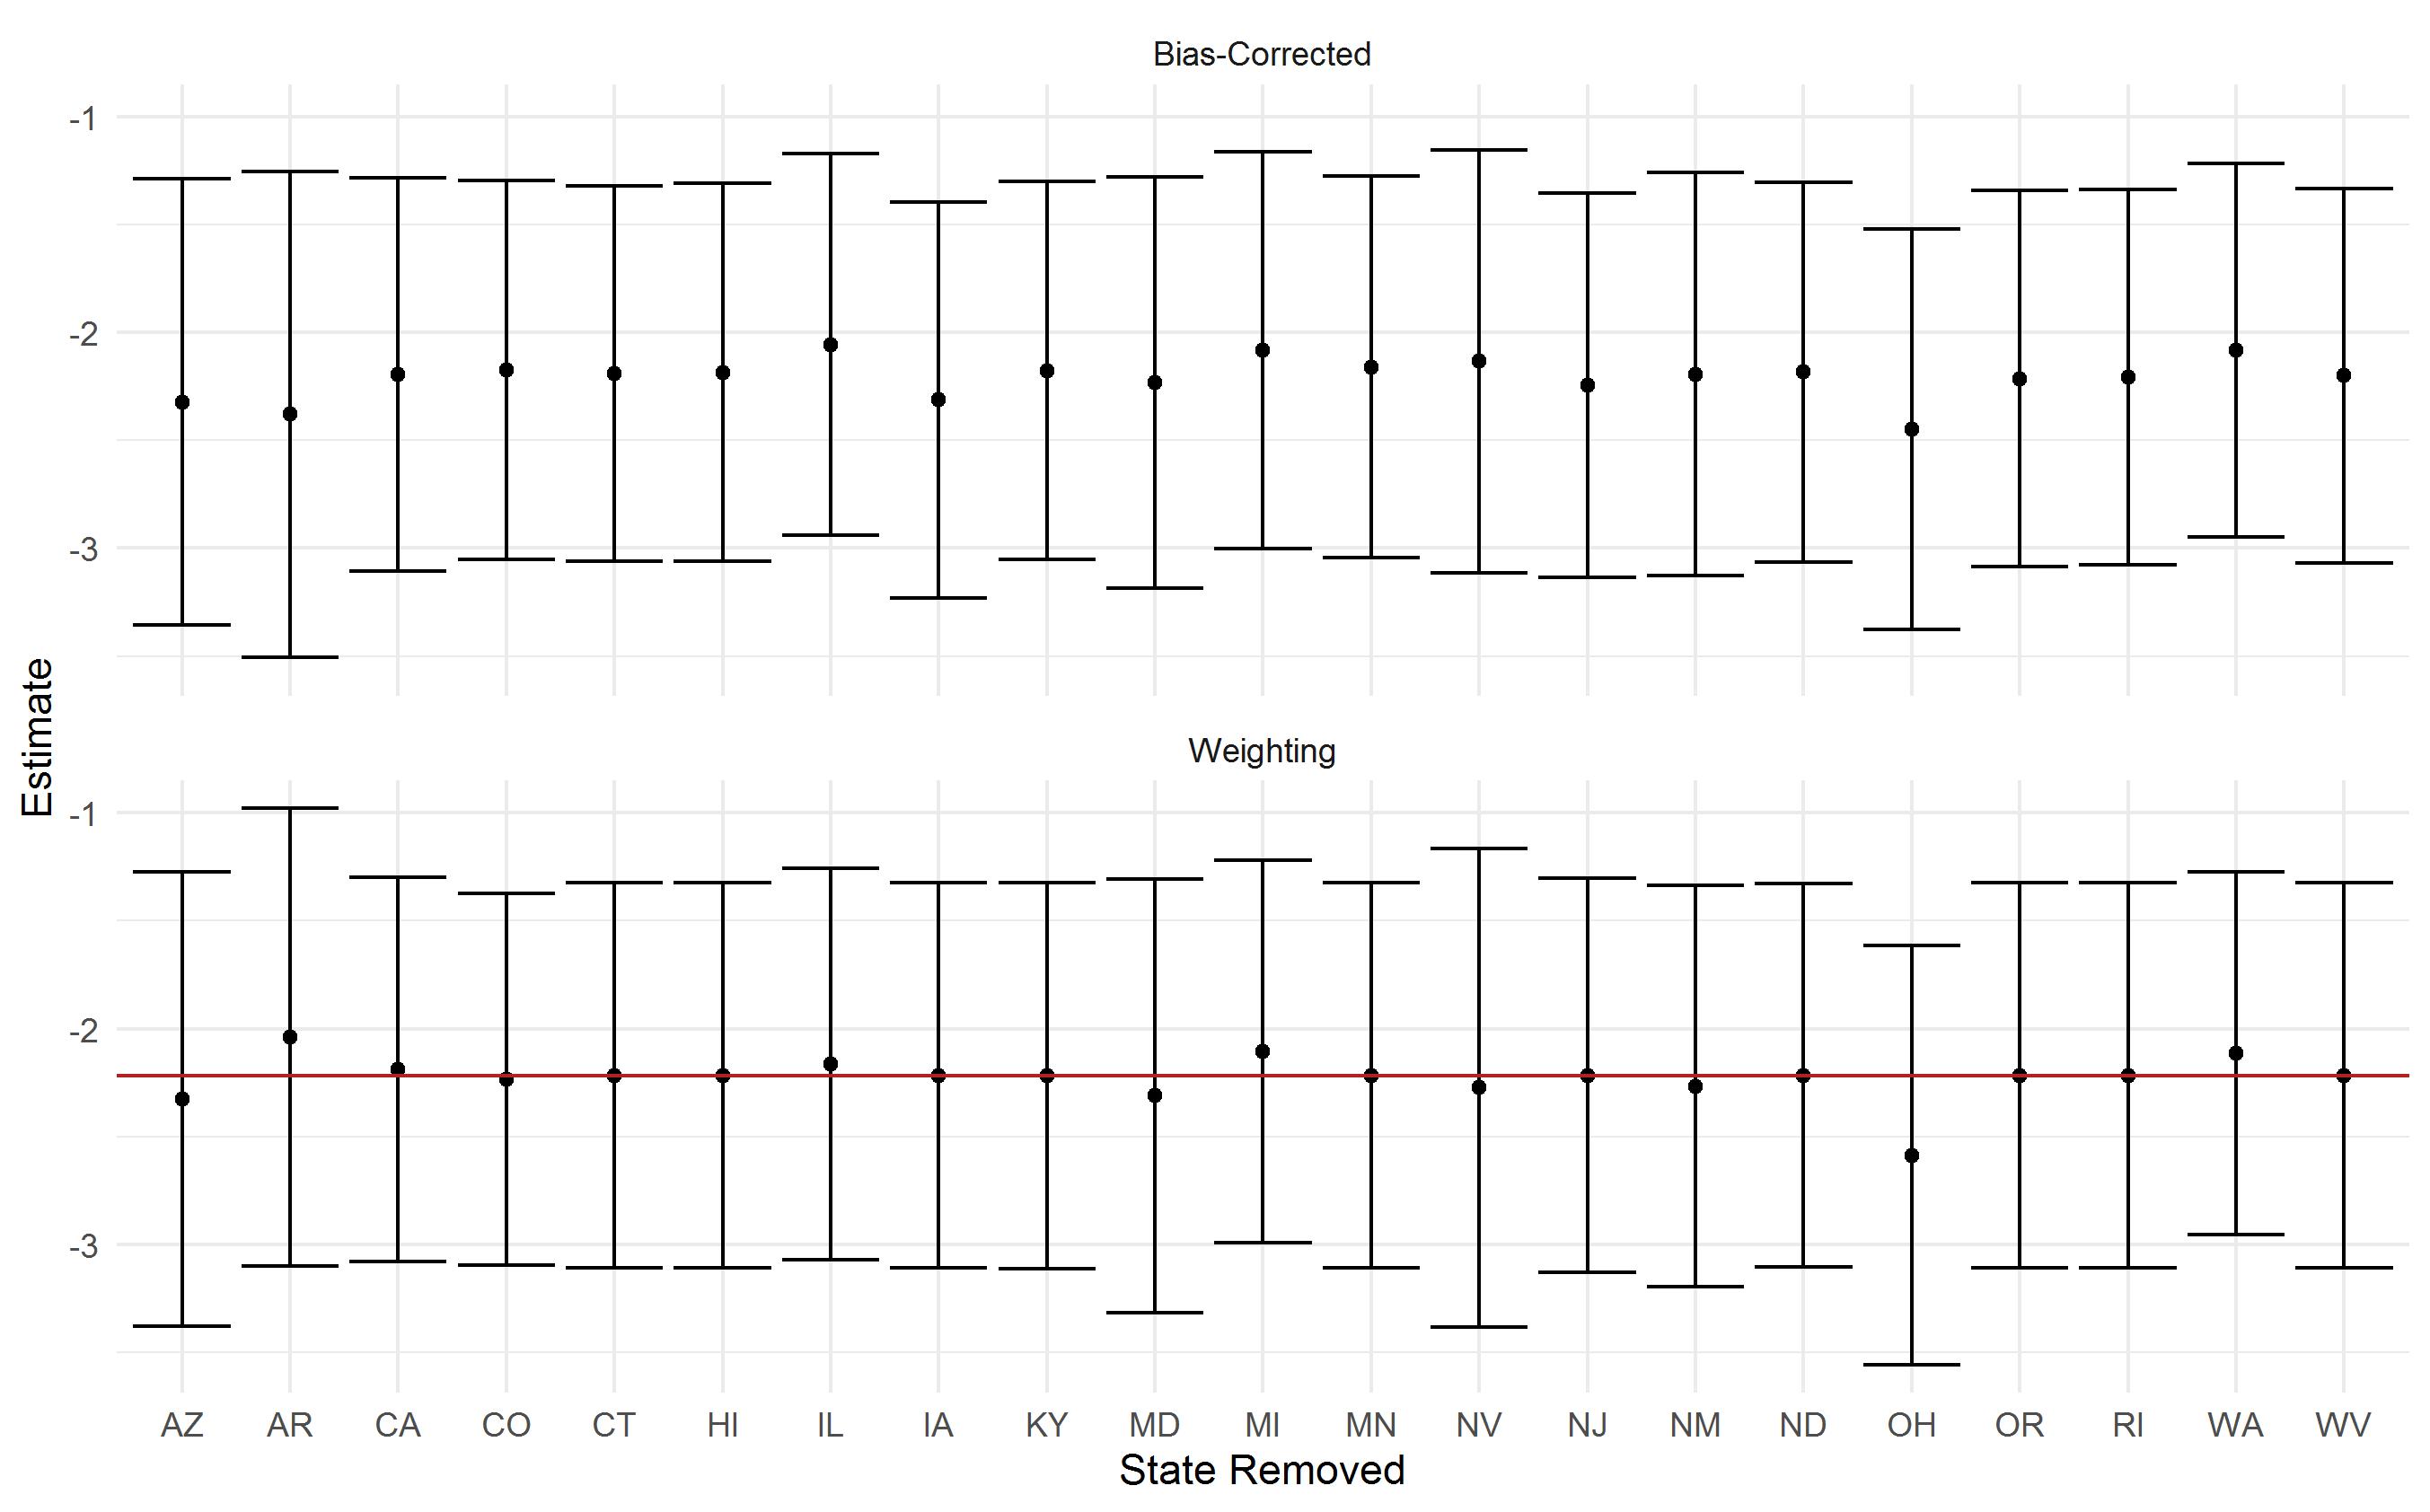 Bias-Corrected
-1
-2
-3
Estimate
Weighting
-1
-2
-3
AZ AR CA CO CT HI IL IA KY MD MI MN NV NJ NM ND OH OR RI WA WV
State Removed